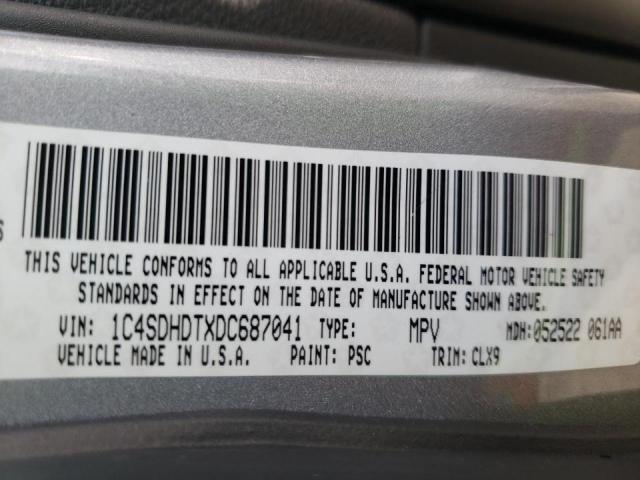 THIS VEHICLE CONFORMS TO ALL APPLICABLE U.S.A. FEDERAL MOTOR VEHICLE SAFETY
STANDARDS IN EFFECT ON THE DATE OF MANUFACTURE SHOWN ABOVE.
VIN: 1C4SDHDTXDC687041 TYPE: MPV MDH:052522 061AA
VEHICLE MADE IN U.S.A. PAINT: PSC TRIM: CLX9